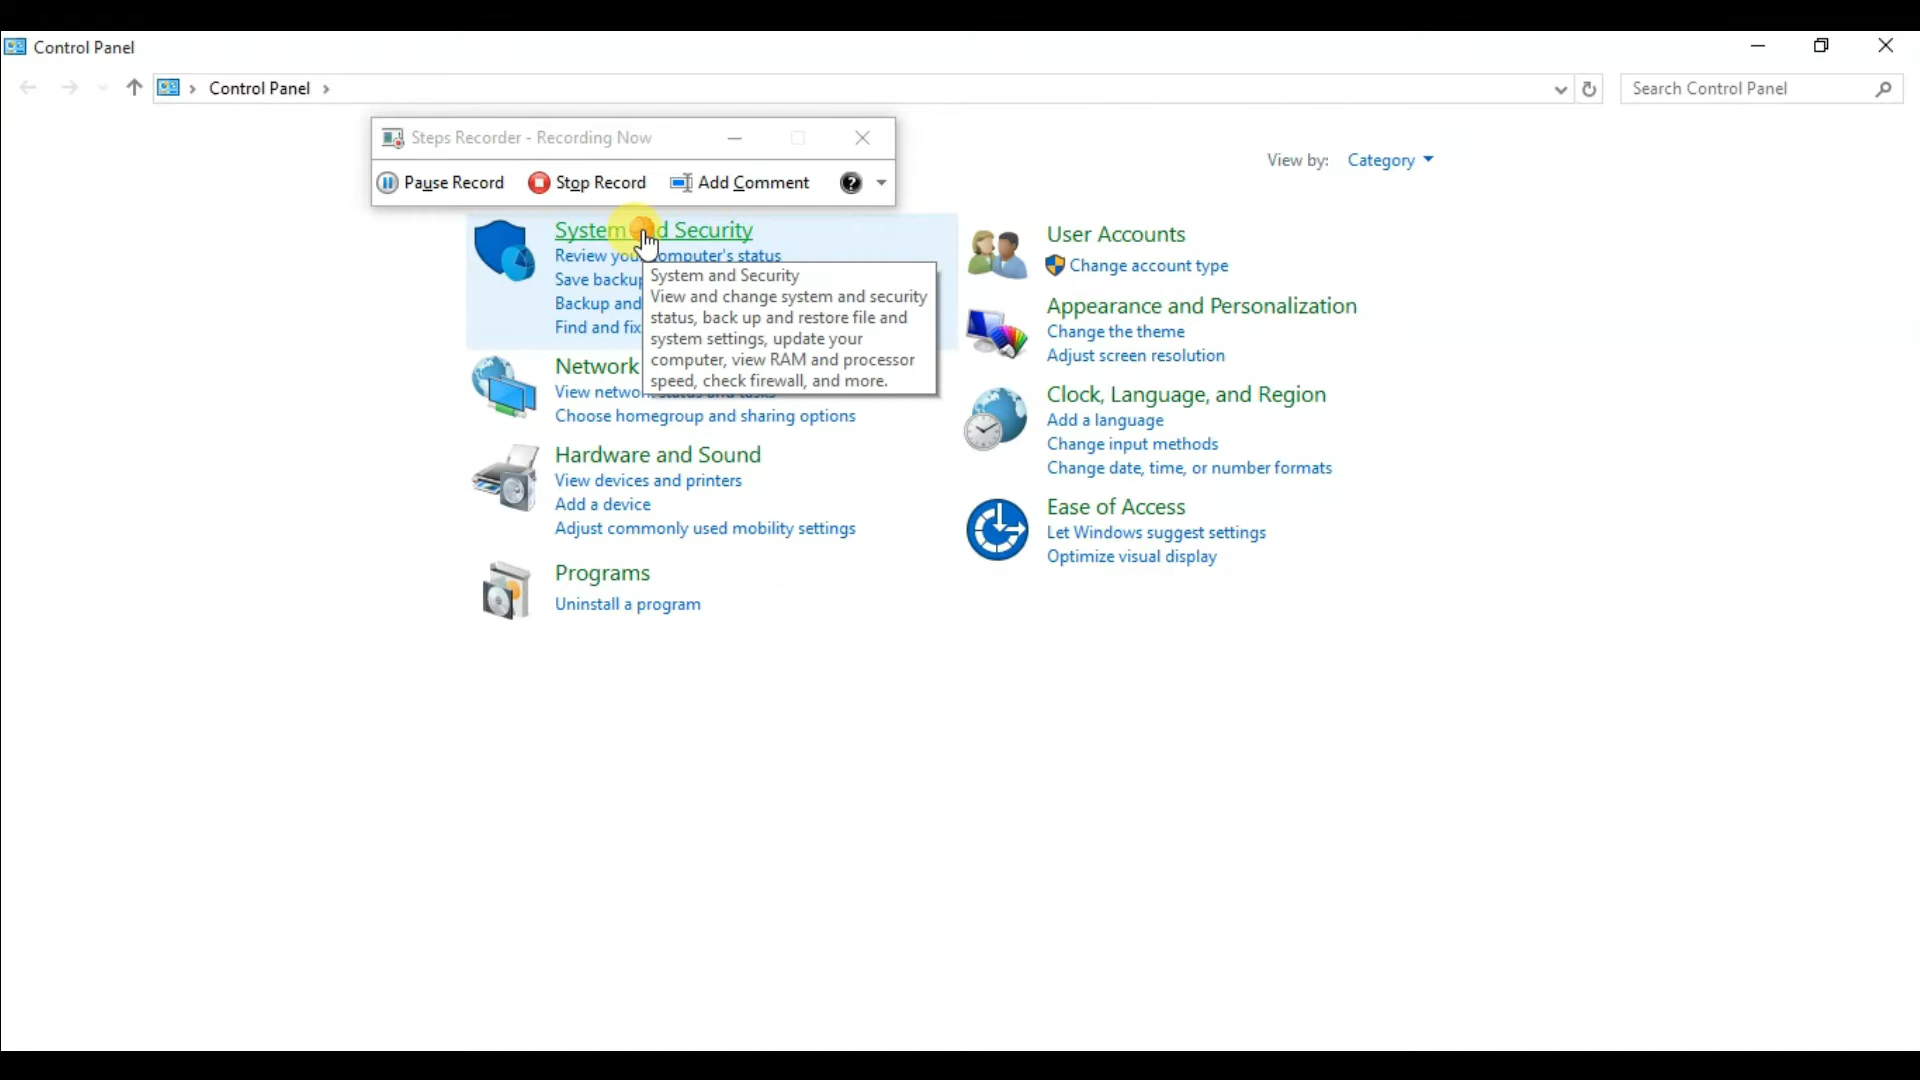 Control Panel
Control Panel
Search Control Panel
Steps Recorder - Recording Now
Pause Record
Stop Record
Add Comment
View by: Category
System and Security
Review your computer's status
Save backup
Backup and
Find and fix
System and Security
View and change system and security
status, back up and restore file and
system settings, update your
computer, view RAM and processor
speed, check firewall, and more.
Network
View network status and tasks
Choose homegroup and sharing options
Hardware and Sound
View devices and printers
Add a device
Adjust commonly used mobility settings
Programs
Uninstall a program
User Accounts
Change account type
Appearance and Personalization
Change the theme
Adjust screen resolution
Clock, Language, and Region
Add a language
Change input methods
Change date, time, or number formats
Ease of Access
Let Windows suggest settings
Optimize visual display